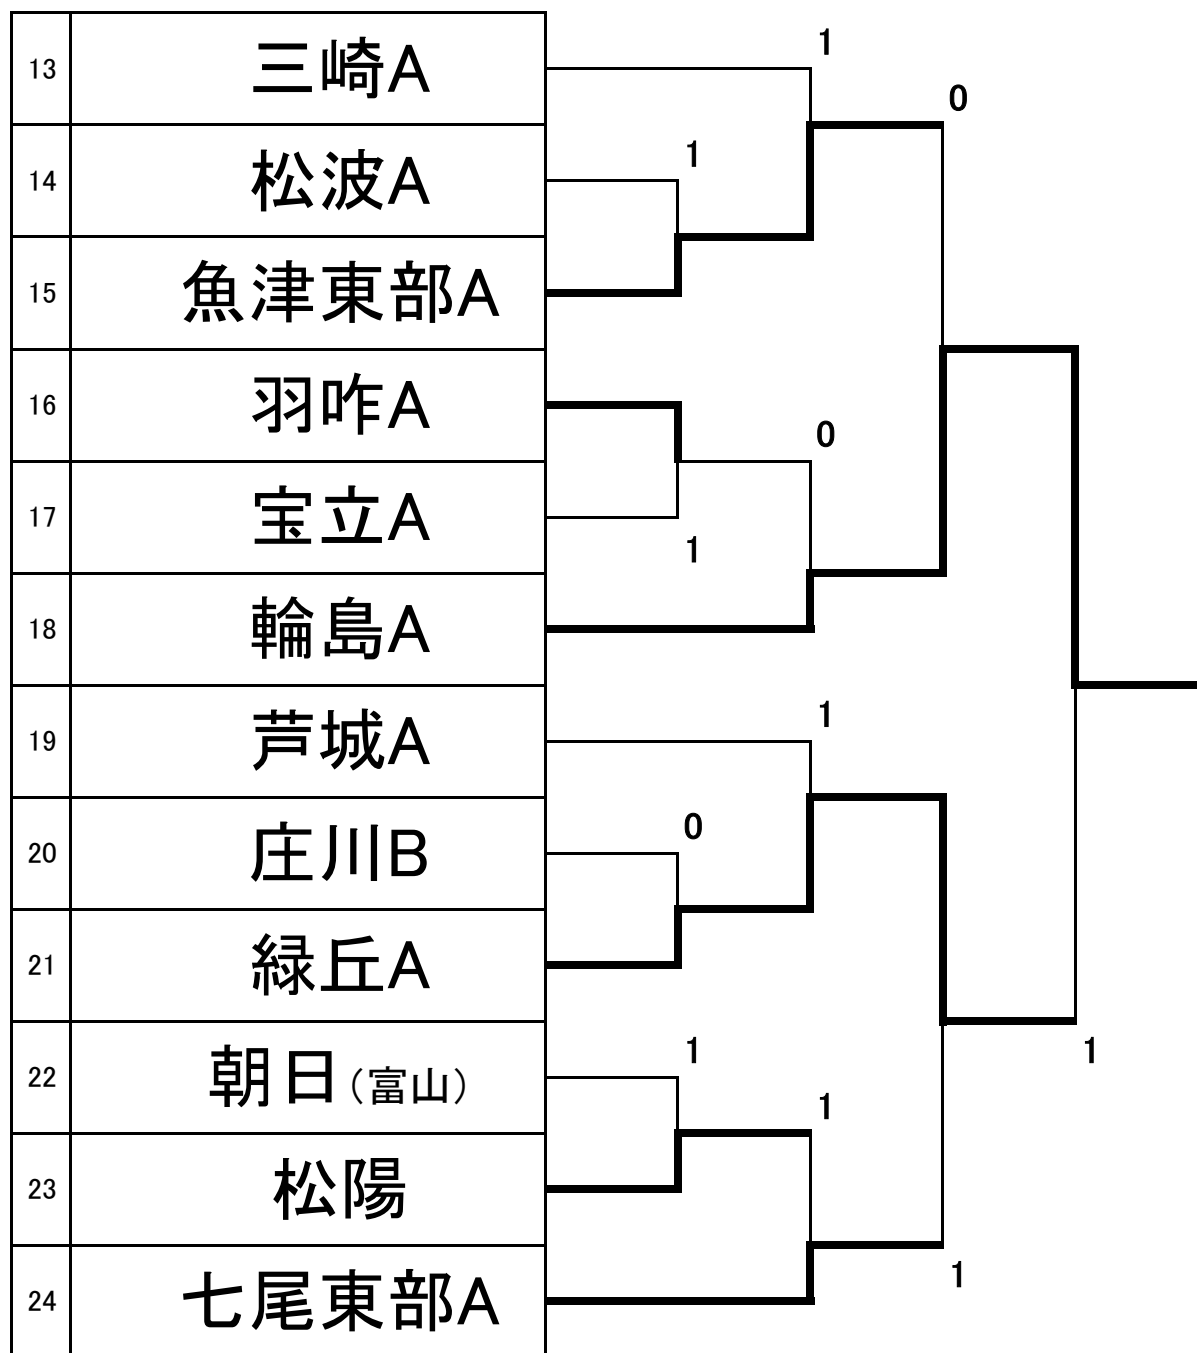 13 三崎A 1
0
14 松波A 1
15 魚津東部A
16 羽咋A 0
17 宝立A 1
18 輪島A
19 芦城A 1
20 庄川B 0
21 緑丘A
22 朝日（富山） 1
1
1
23 松陽
24 七尾東部A 1